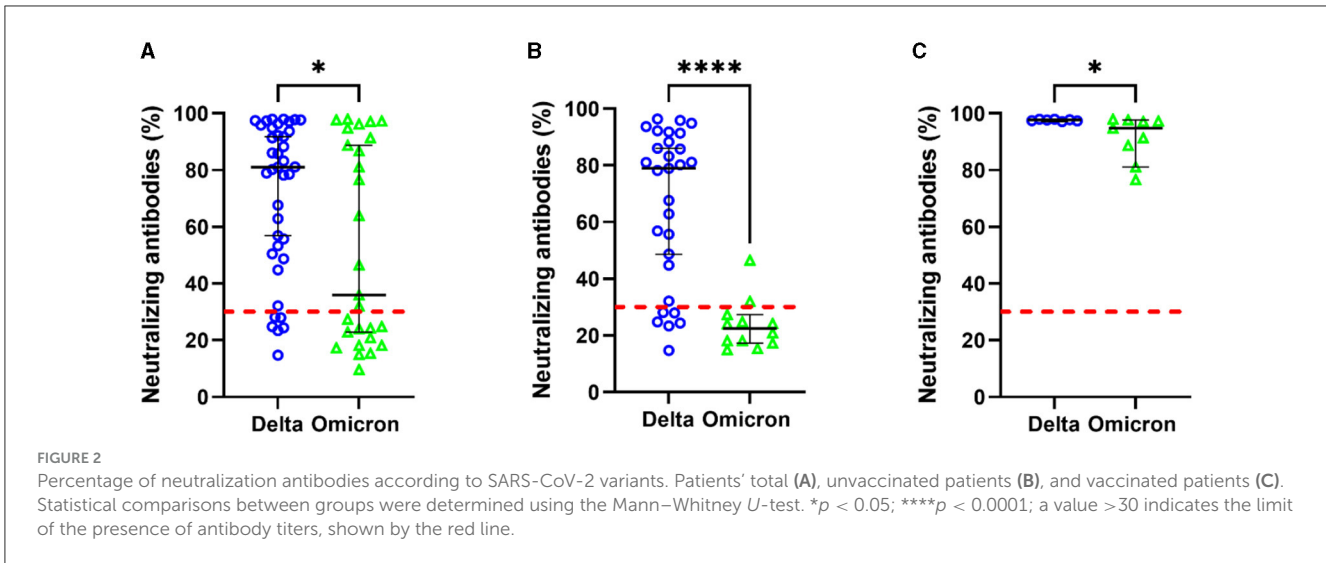 A
B
C
*
****
*
Neutralizing antibodies (%)
100
80
60
40
20
0
Delta Omicron
Neutralizing antibodies (%)
100
80
60
40
20
0
Delta Omicron
Neutralizing antibodies (%)
100
80
60
40
20
0
Delta Omicron
FIGURE 2
Percentage of neutralization antibodies according to SARS-CoV-2 variants. Patients’ total (A), unvaccinated patients (B), and vaccinated patients (C).
Statistical comparisons between groups were determined using the Mann–Whitney U-test. *p < 0.05; ****p < 0.0001; a value >30 indicates the limit
of the presence of antibody titers, shown by the red line.